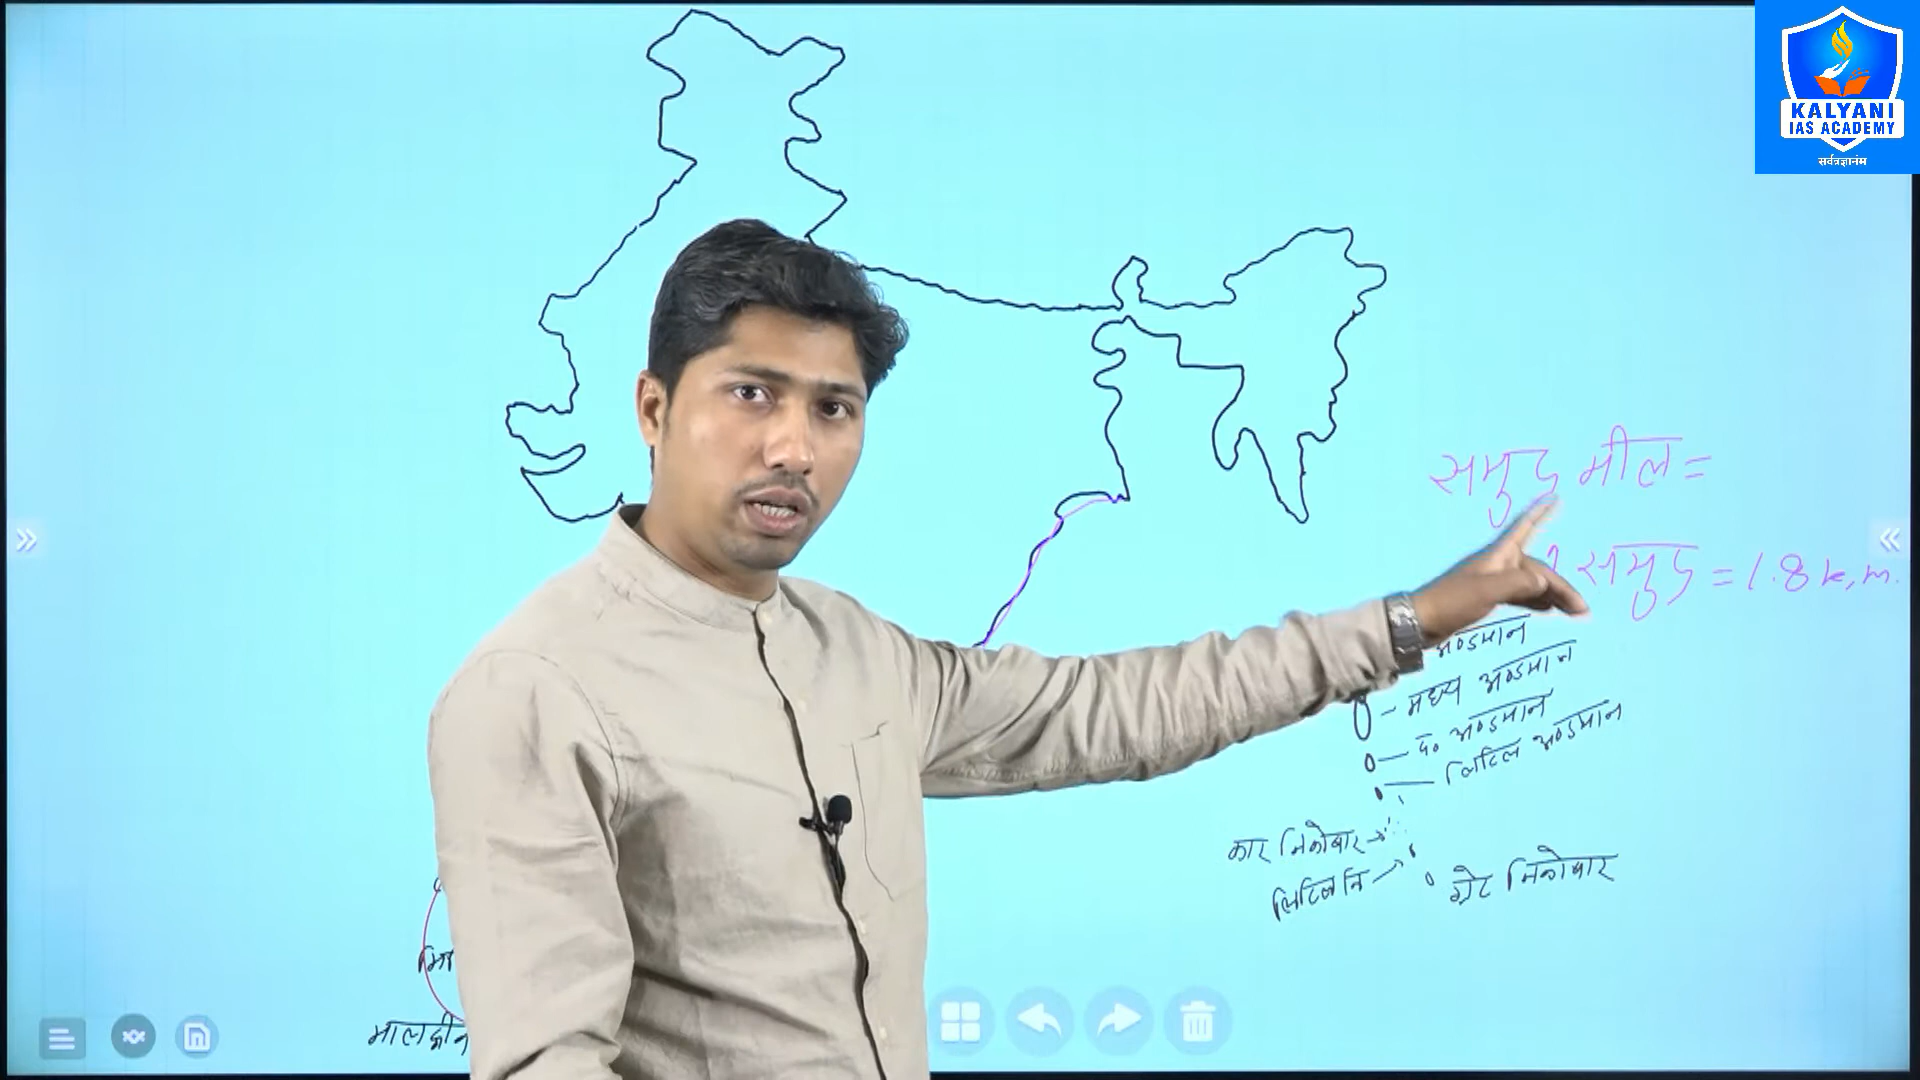 KALYANI
IAS ACADEMY
सर्वत्रज्ञानंम
समुद्र मील =
समुद्र = 1.8 k.m.
अण्डमान
मध्य अण्डमान
द० अण्डमान
लिटिल अण्डमान
कार निकोबार
लिटिल नि
ग्रेट निकोबार